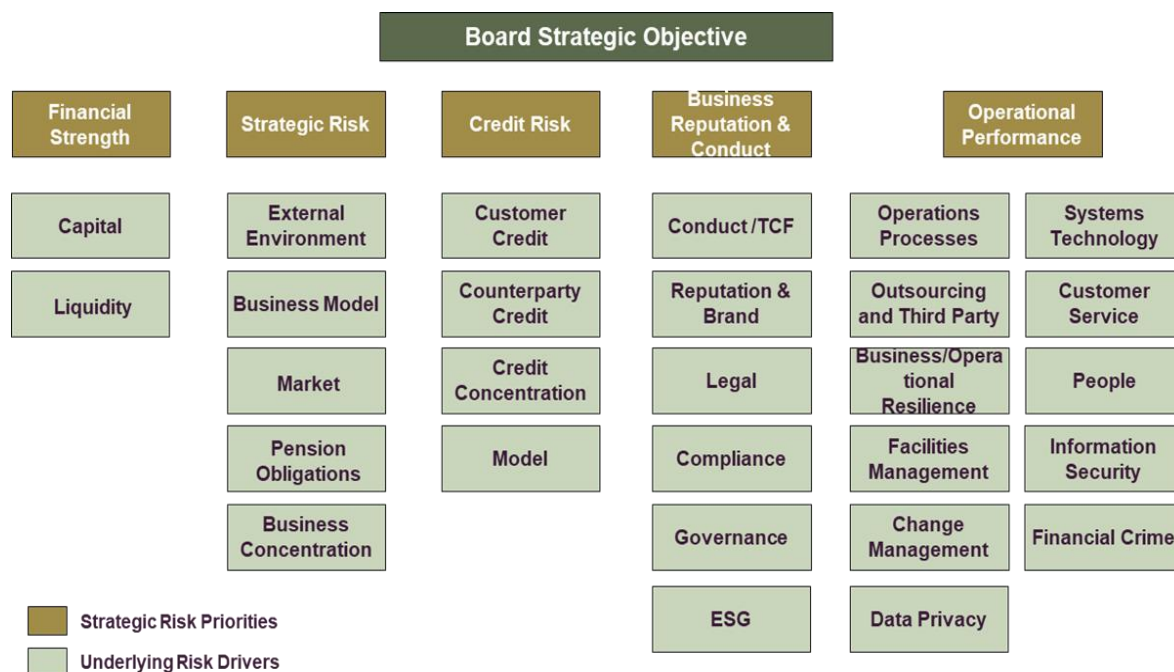 Board Strategic Objective
Financial
Strength
Strategic Risk
Credit Risk
Business
Reputation &
Conduct
Operational
Performance
Capital
Liquidity
External
Environment
Business Model
Market
Pension
Obligations
Business
Concentration
Customer
Credit
Counterparty
Credit
Credit
Concentration
Model
Conduct /TCF
Reputation &
Brand
Legal
Compliance
Governance
ESG
Operations
Processes
Outsourcing
and Third Party
Business/Opera
tional
Resilience
Facilities
Management
Change
Management
Data Privacy
Systems
Technology
Customer
Service
People
Information
Security
Financial Crime
Strategic Risk Priorities
Underlying Risk Drivers